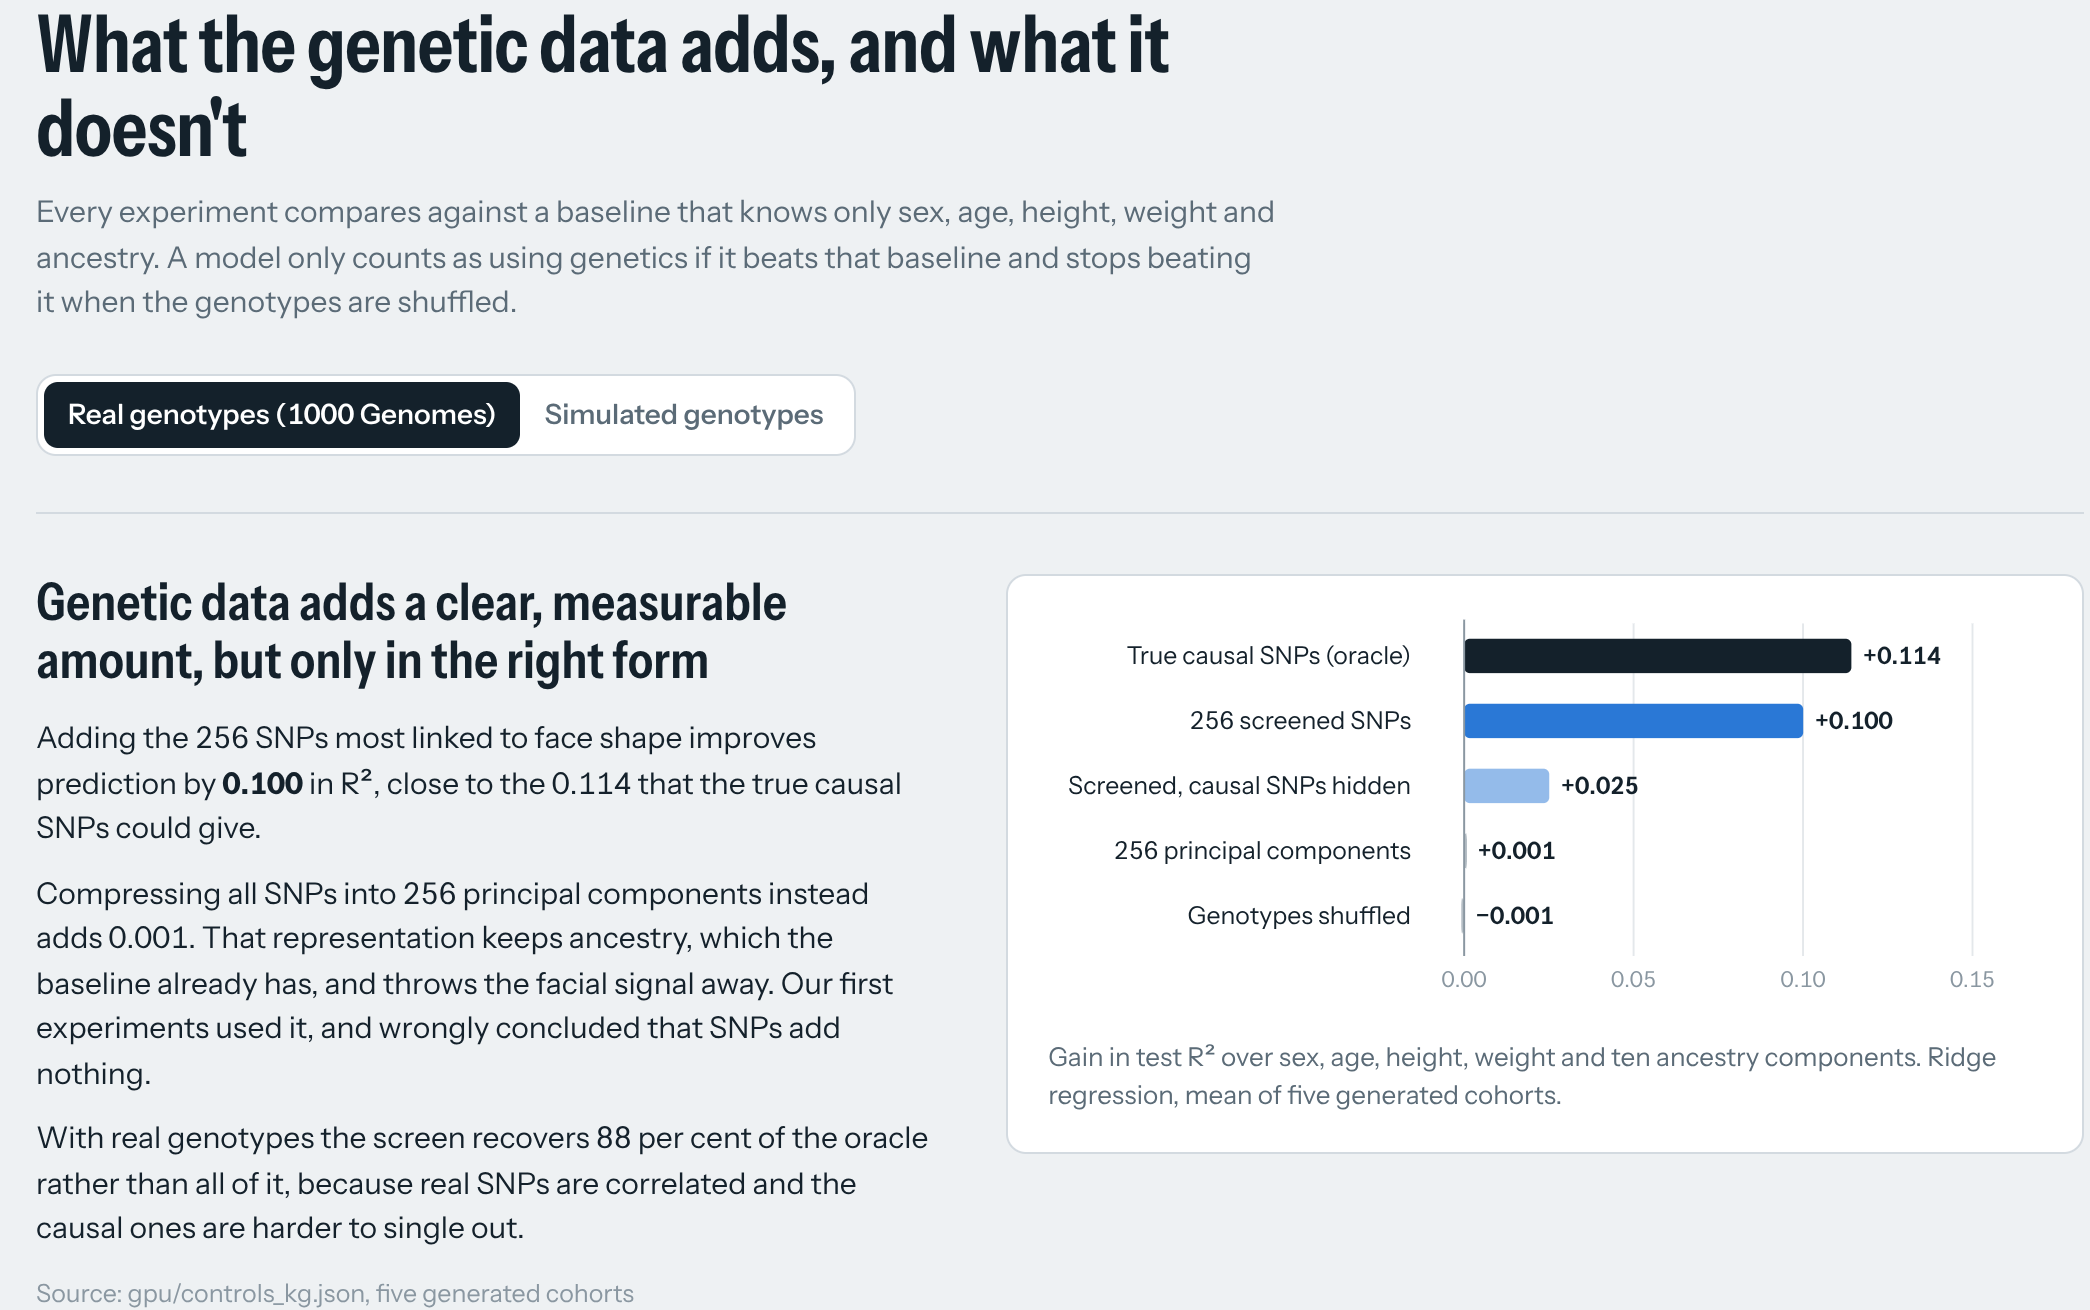 What the genetic data adds, and what it
doesn't
Every experiment compares against a baseline that knows only sex, age, height, weight and
ancestry. A model only counts as using genetics if it beats that baseline and stops beating
it when the genotypes are shuffled.
Real genotypes (1000 Genomes)
Simulated genotypes
Genetic data adds a clear, measurable
amount, but only in the right form
Adding the 256 SNPs most linked to face shape improves
prediction by 0.100 in R², close to the 0.114 that the true causal
SNPs could give.
Compressing all SNPs into 256 principal components instead
adds 0.001. That representation keeps ancestry, which the
baseline already has, and throws the facial signal away. Our first
experiments used it, and wrongly concluded that SNPs add
nothing.
With real genotypes the screen recovers 88 per cent of the oracle
rather than all of it, because real SNPs are correlated and the
causal ones are harder to single out.
Source: gpu/controls_kg.json, five generated cohorts
True causal SNPs (oracle) +0.114
256 screened SNPs +0.100
Screened, causal SNPs hidden +0.025
256 principal components +0.001
Genotypes shuffled −0.001
0.00 0.05 0.10 0.15
Gain in test R² over sex, age, height, weight and ten ancestry components. Ridge
regression, mean of five generated cohorts.